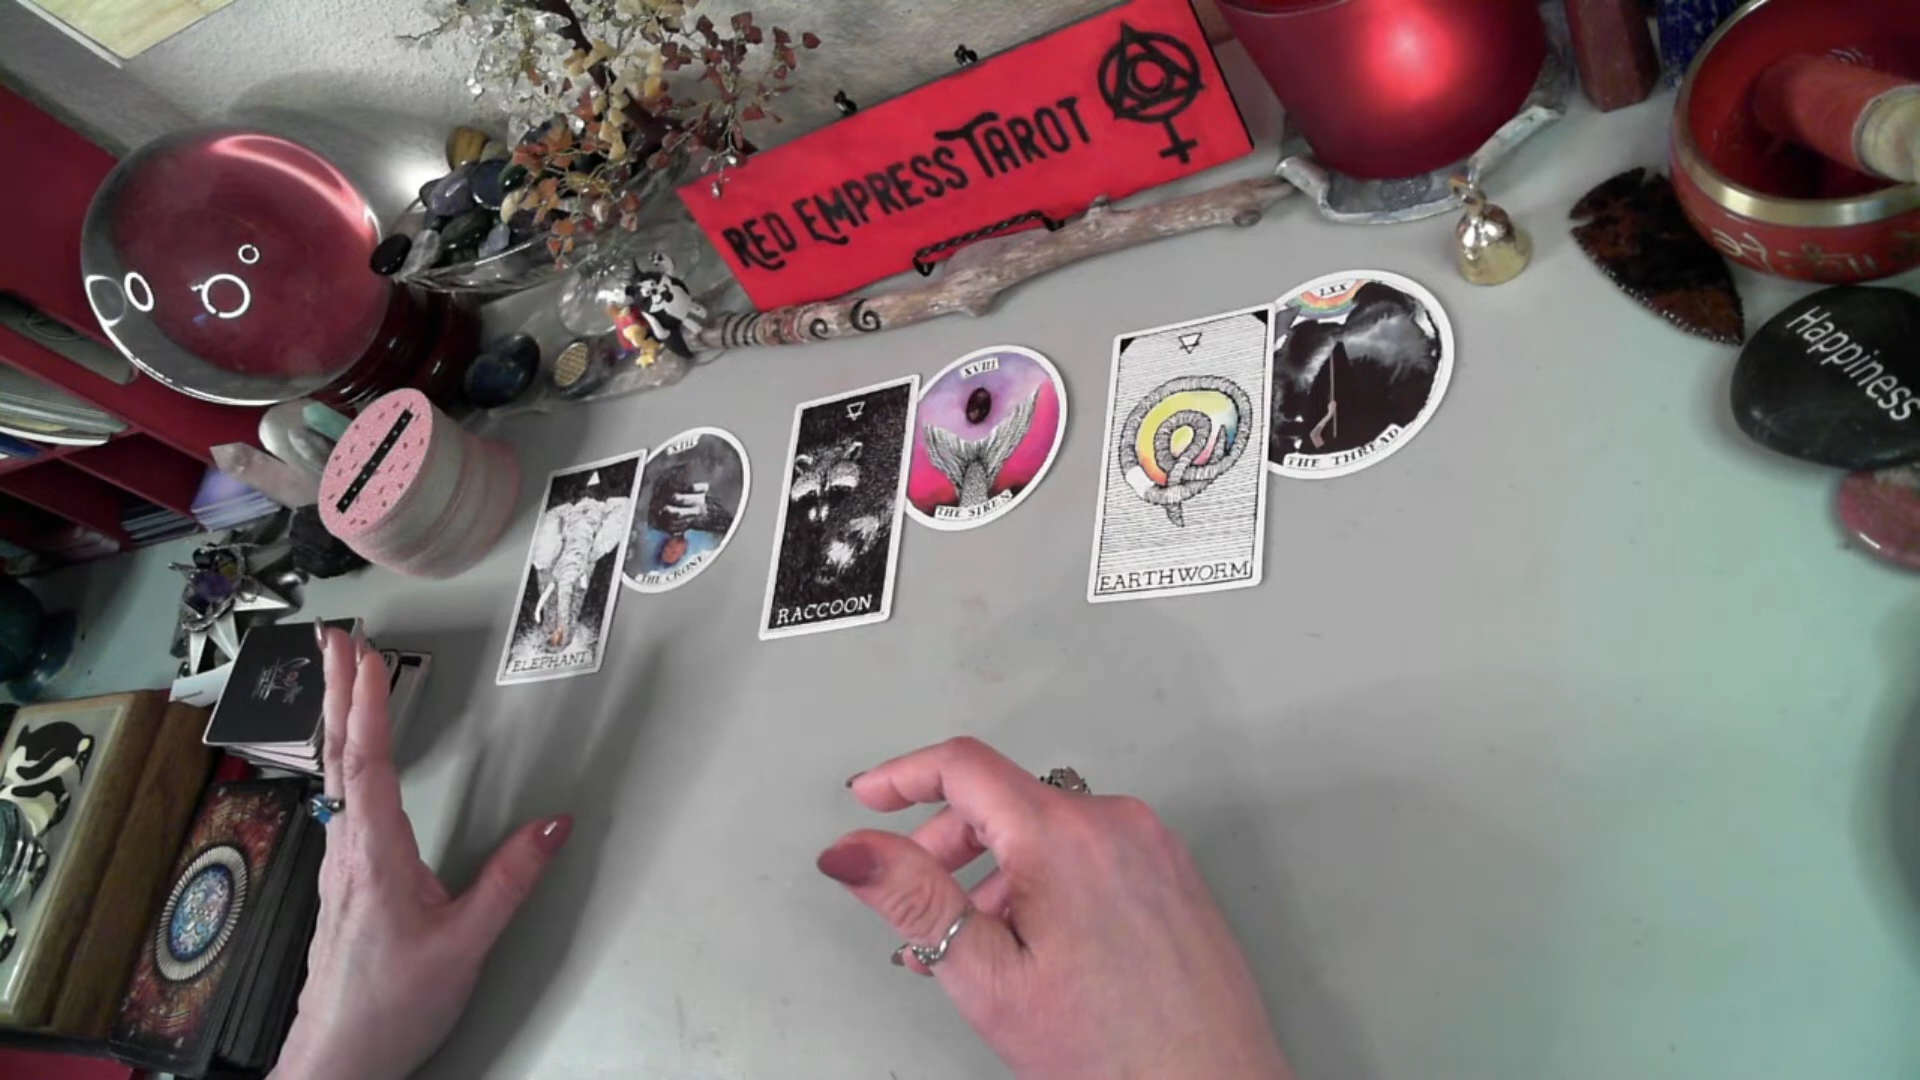 RED EMPRESS TAROT
Happiness
LXX
THE THREAD
XVIII
THE SIREN
XIII
THE CRONE
EARTHWORM
RACCOON
ELEPHANT